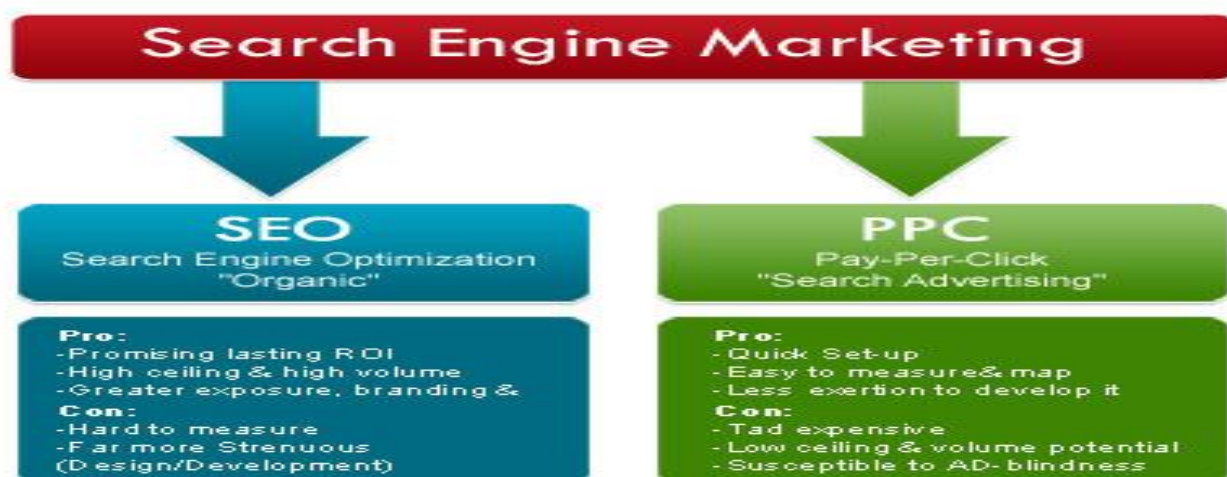 Search Engine Marketing
SEO
Search Engine Optimization
"Organic"
Pro:
-Promising lasting ROI
-High ceiling & high volume
-Greater exposure, branding &
Con:
-Hard to measure
-Far more Strenuous
(Design/Development)
PPC
Pay-Per-Click
"Search Advertising"
Pro:
-Quick Set-up
-Easy to measure& map
-Less exertion to develop it
Con:
-Tad expensive
-Low ceiling & volume potential
-Susceptible to AD-blindness